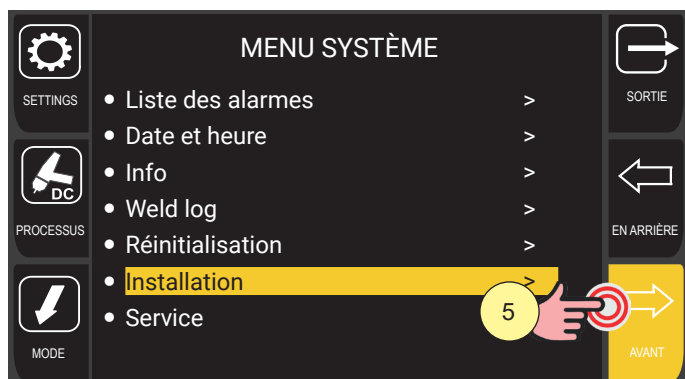 MENU SYSTÈME
SETTINGS
DC
PROCESSUS
MODE
Liste des alarmes >
Date et heure >
Info >
Weld log >
Réinitialisation >
Installation >
Service
5
SORTIE
EN ARRIÈRE
AVANT